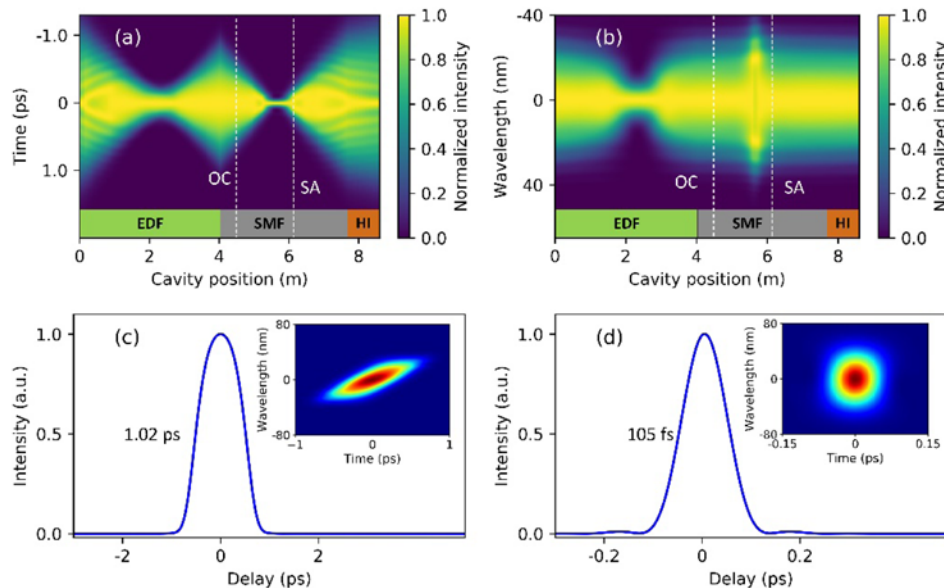 (a)
-1.0
0
1.0
Time (ps)
OC
SA
EDF
SMF
HI
0
2
4
6
8
Cavity position (m)
1.0
0.8
0.6
0.4
0.2
0.0
Normalized intensity
(b)
-40
0
40
Wavelength (nm)
OC
SA
EDF
SMF
HI
0
2
4
6
8
Cavity position (m)
1.0
0.8
0.6
0.4
0.2
0.0
Normalized intensity
(c)
1.0
0.5
0.0
Intensity (a.u.)
1.02 ps
-2
0
2
Delay (ps)
80
0
-80
Wavelength (nm)
-1
0
1
Time (ps)
(d)
1.0
0.5
0.0
Intensity (a.u.)
105 fs
-0.2
0
0.2
Delay (ps)
80
0
-80
Wavelength (nm)
-0.15
0
0.15
Time (ps)